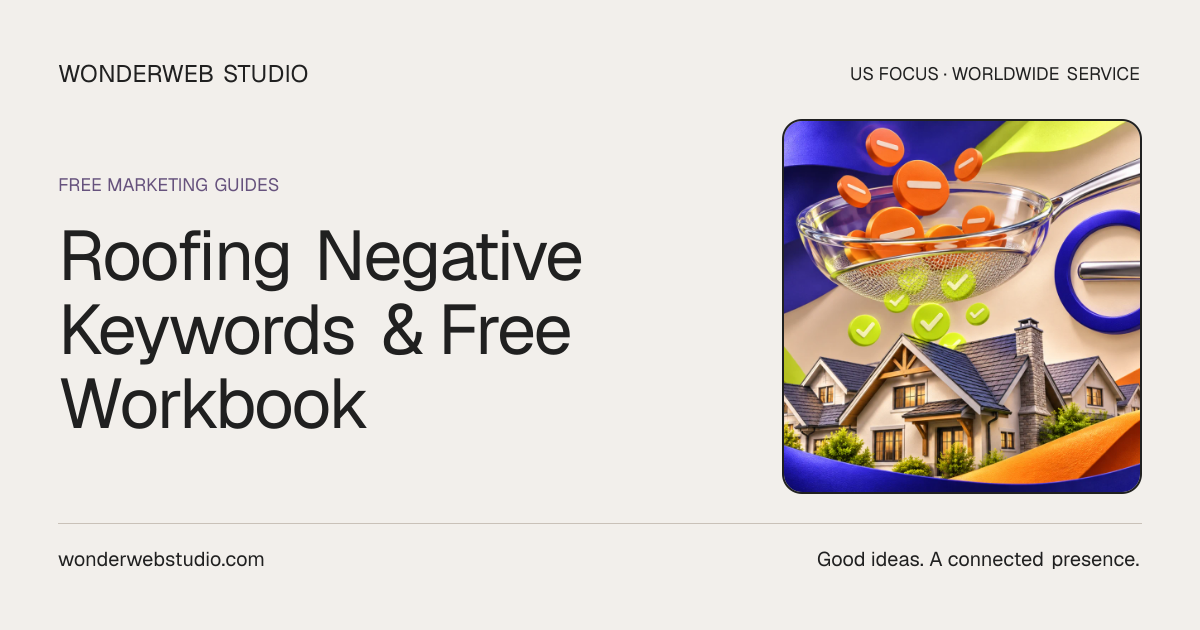 WONDERWEB STUDIO
US FOCUS · WORLDWIDE SERVICE
FREE MARKETING GUIDES
Roofing Negative
Keywords & Free
Workbook
wonderwebstudio.com
Good ideas. A connected presence.